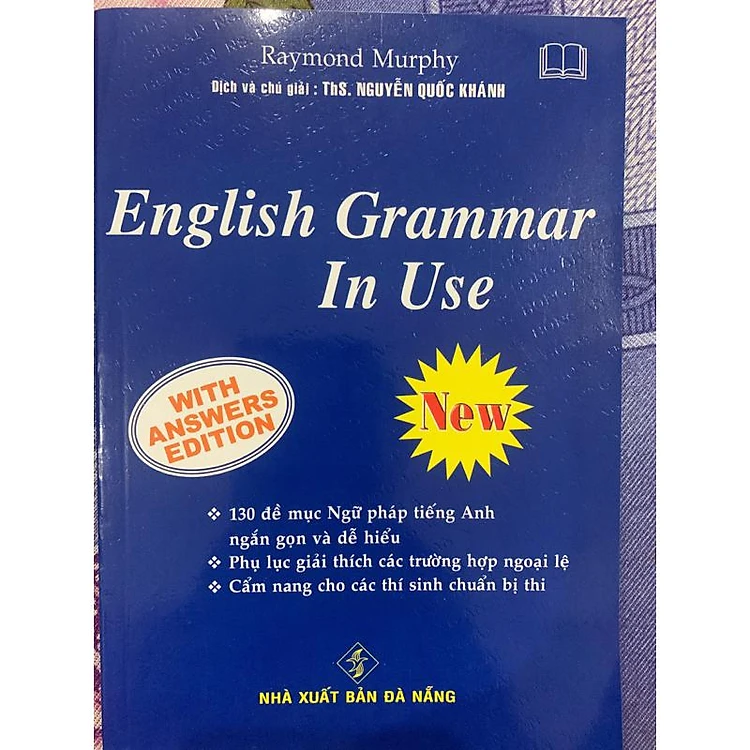 Raymond Murphy
Dịch và chú giải : ThS. NGUYỄN QUỐC KHÁNH
English Grammar
In Use
WITH
ANSWERS
EDITION
New
❖ 130 đề mục Ngữ pháp tiếng Anh
ngắn gọn và dễ hiểu
❖ Phụ lục giải thích các trường hợp ngoại lệ
❖ Cẩm nang cho các thí sinh chuẩn bị thi
NHÀ XUẤT BẢN ĐÀ NẴNG